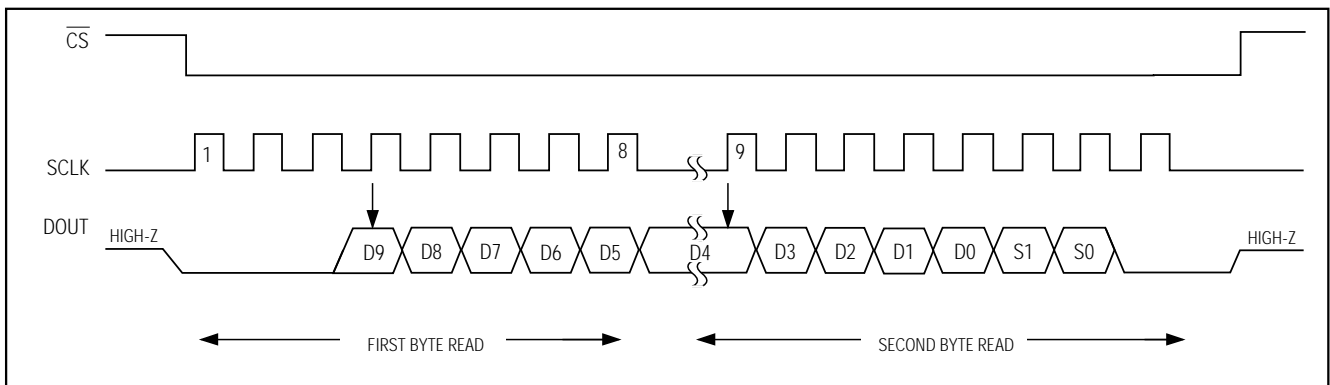 CS
SCLK
1
8
9
DOUT
HIGH-Z
D9
D8
D7
D6
D5
D4
D3
D2
D1
D0
S1
S0
HIGH-Z
FIRST BYTE READ
SECOND BYTE READ